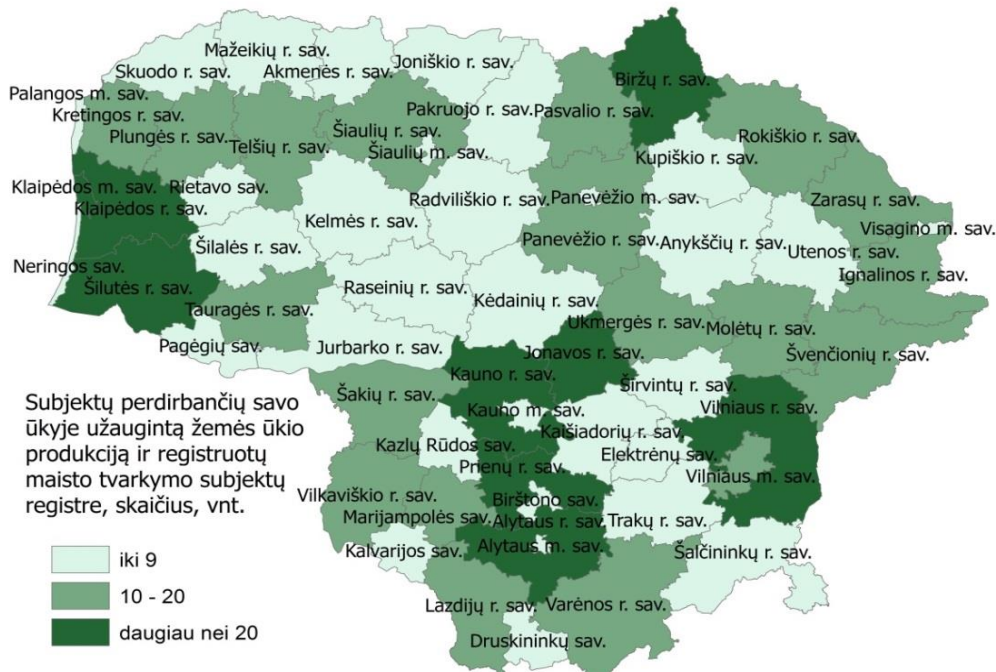 Mažeikių r. sav.
Skuodo r. sav.
Akmenės r. sav.
Joniškio r. sav.
Biržų r. sav.
Palangos m. sav.
Kretingos r. sav.
Plungės r. sav.
Telšių r. sav.
Šiaulių r. sav.
Šiaulių m. sav.
Pakruojo r. sav.
Pasvalio r. sav.
Rokiškio r. sav.
Kupiškio r. sav.
Klaipėdos m. sav.
Klaipėdos r. sav.
Rietavo sav.
Kelmės r. sav.
Radviliškio r. sav.
Panevėžio m. sav.
Zarasų r. sav.
Visagino m. sav.
Šilalės r. sav.
Panevėžio r. sav.
Anykščių r. sav.
Utenos r. sav.
Ignalinos r. sav.
Neringos sav.
Šilutės r. sav.
Tauragės r. sav.
Raseinių r. sav.
Kėdainių r. sav.
Ukmergės r. sav.
Molėtų r. sav.
Švenčionių r. sav.
Pagėgių sav.
Jurbarko r. sav.
Jonavos r. sav.
Kauno r. sav.
Širvintų r. sav.
Šakių r. sav.
Kauno m. sav.
Vilniaus r. sav.
Kazlų Rūdos sav.
Kaišiadorių r. sav.
Elektrėnų sav.
Prienų r. sav.
Vilniaus m. sav.
Vilkaviškio r. sav.
Birštono sav.
Marijampolės sav.
Alytaus r. sav.
Trakų r. sav.
Kalvarijos sav.
Alytaus m. sav.
Šalčininkų r. sav.
Lazdijų r. sav.
Varėnos r. sav.
Druskininkų sav.
Subjektų perdirbančių savo
ūkyje užaugintą žemės ūkio
produkciją ir registruotų
maisto tvarkymo subjektų
registre, skaičius, vnt.
iki 9
10 - 20
daugiau nei 20